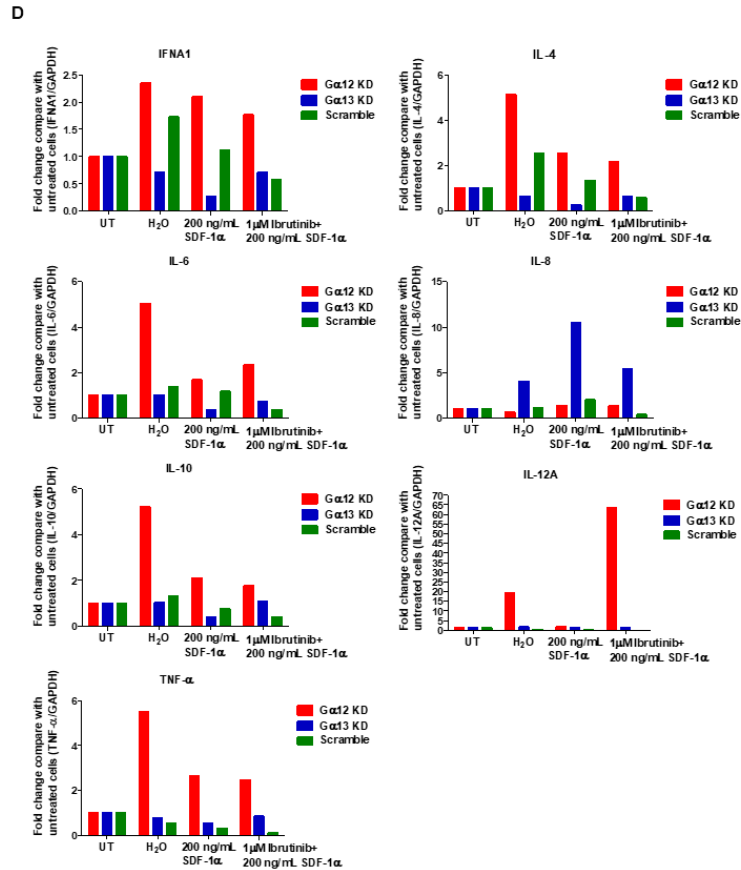 D
IFNA1
Fold change compare with
untreated cells (IFNA1/GAPDH)
2.5
2.0
1.5
1.0
0.5
0.0
UT
H₂O
200 ng/mL
SDF-1α
1μM Ibrutinib+
200 ng/mL SDF-1α
Gα12 KD
Gα13 KD
Scramble
IL-4
Fold change compare with
untreated cells (IL-4/GAPDH)
6
4
2
0
UT
H₂O
200 ng/mL
SDF-1α
1μM Ibrutinib+
200 ng/mL SDF-1α
Gα12 KD
Gα13 KD
Scramble
IL-6
Fold change compare with
untreated cells (IL-6/GAPDH)
6
4
2
0
UT
H₂O
200 ng/mL
SDF-1α
1μM Ibrutinib+
200 ng/mL SDF-1α
Gα12 KD
Gα13 KD
Scramble
IL-8
Fold change compare with
untreated cells (IL-8/GAPDH)
15
10
5
0
UT
H₂O
200 ng/mL
SDF-1α
1μM Ibrutinib+
200 ng/mL SDF-1α
Gα12 KD
Gα13 KD
Scramble
IL-10
Fold change compare with
untreated cells (IL-10/GAPDH)
6
4
2
0
UT
H₂O
200 ng/mL
SDF-1α
1μM Ibrutinib+
200 ng/mL SDF-1α
Gα12 KD
Gα13 KD
Scramble
IL-12A
Fold change compare with
untreated cells (IL-12A/GAPDH)
70
65
60
55
50
45
40
35
30
25
20
15
10
5
0
UT
H₂O
200 ng/mL
SDF-1α
1μM Ibrutinib+
200 ng/mL SDF-1α
Gα12 KD
Gα13 KD
Scramble
TNF-α
Fold change compare with
untreated cells (TNF-α/GAPDH)
6
4
2
0
UT
H₂O
200 ng/mL
SDF-1α
1μM Ibrutinib+
200 ng/mL SDF-1α
Gα12 KD
Gα13 KD
Scramble